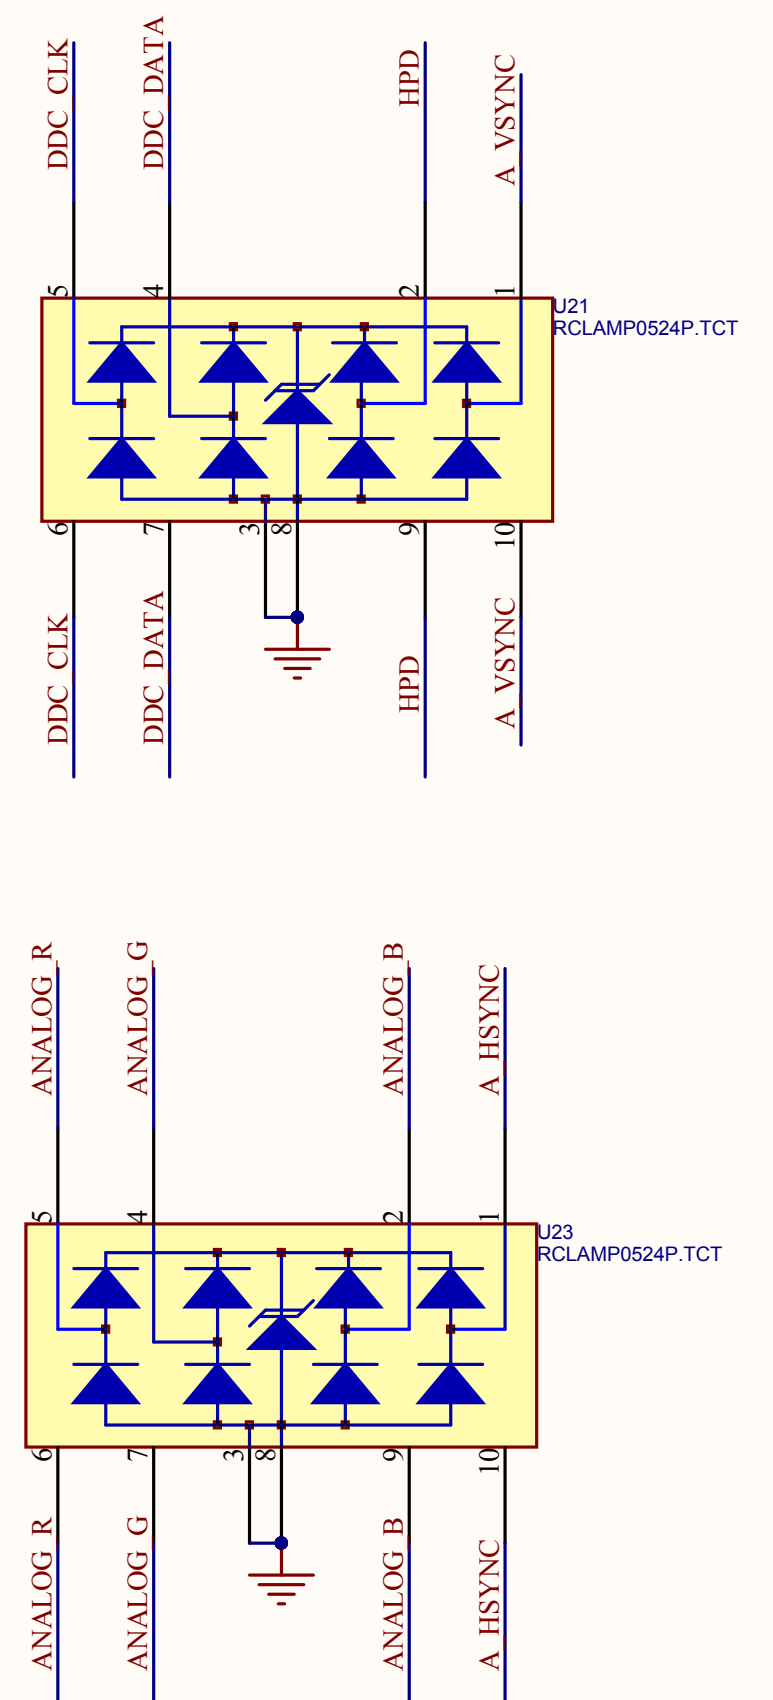 DDC_CLK
DDC_DATA
HPD
A_VSYNC
5
4
2
1
U21
RCLAMP0524P.TCT
6
7
3
8
9
10
DDC_CLK
DDC_DATA
HPD
A_VSYNC
ANALOG_R
ANALOG_G
ANALOG_B
A_HSYNC
5
4
2
1
U23
RCLAMP0524P.TCT
6
7
3
8
9
10
ANALOG_R
ANALOG_G
ANALOG_B
A_HSYNC